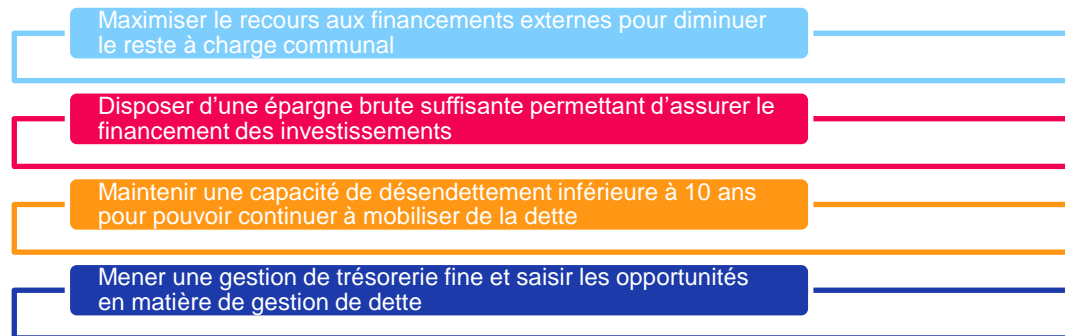 Maximiser le recours aux financements externes pour diminuer
le reste à charge communal
Disposer d'une épargne brute suffisante permettant d'assurer le
financement des investissements
Maintenir une capacité de désendettement inférieure à 10 ans
pour pouvoir continuer à mobiliser de la dette
Mener une gestion de trésorerie fine et saisir les opportunités
en matière de gestion de dette